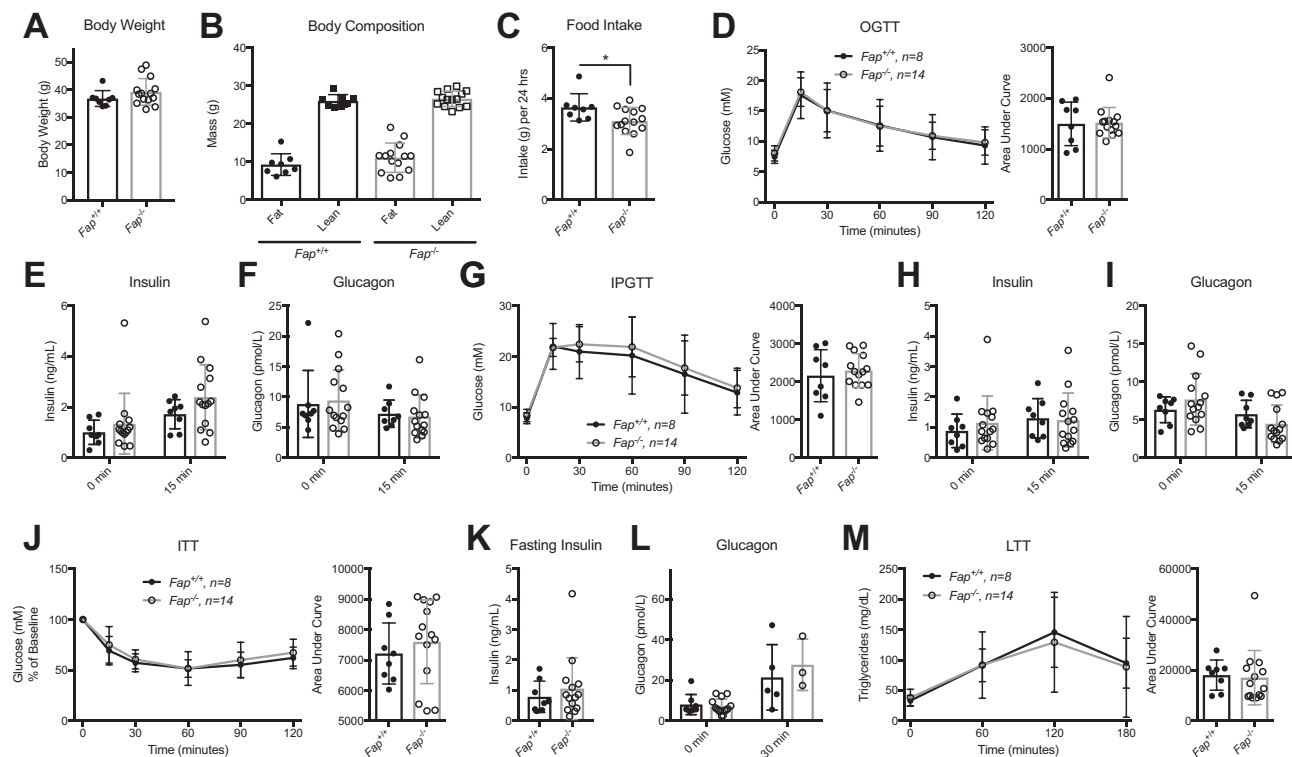 A Body Weight
Body Weight (g)
50
40
30
20
10
0
Fap+/+
Fap-/-
B Body Composition
Mass (g)
40
30
20
10
0
Fat
Lean
Fat
Lean
Fap+/+
Fap-/-
C Food Intake
Intake (g) per 24 hrs
6
4
2
0
*
Fap+/+
Fap-/-
D OGTT
Glucose (mM)
25
20
15
10
5
0
Fap+/+, n=8
Fap-/-, n=14
0 30 60 90 120
Time (minutes)
Area Under Curve
3000
2000
1000
0
Fap+/+
Fap-/-
E Insulin
Insulin (ng/mL)
6
4
2
0
0 min
15 min
F Glucagon
Glucagon (pmol/L)
25
20
15
10
5
0
0 min
15 min
G IPGTT
Glucose (mM)
30
20
10
0
Fap+/+, n=8
Fap-/-, n=14
0 30 60 90 120
Time (minutes)
Area Under Curve
4000
3000
2000
1000
0
Fap+/+
Fap-/-
H Insulin
Insulin (ng/mL)
5
4
3
2
1
0
0 min
15 min
I Glucagon
Glucagon (pmol/L)
20
15
10
5
0
0 min
15 min
J ITT
Glucose (mM)
% of Baseline
150
100
50
0
Fap+/+, n=8
Fap-/-, n=14
0 30 60 90 120
Time (minutes)
Area Under Curve
10000
9000
8000
7000
6000
5000
Fap+/+
Fap-/-
K Fasting Insulin
Insulin (ng/mL)
5
4
3
2
1
0
Fap+/+
Fap-/-
L Glucagon
Glucagon (pmol/L)
60
40
20
0
0 min
30 min
M LTT
Triglycerides (mg/dL)
250
200
150
100
50
0
Fap+/+, n=8
Fap-/-, n=14
0 60 120 180
Time (minutes)
Area Under Curve
60000
40000
20000
0
Fap+/+
Fap-/-